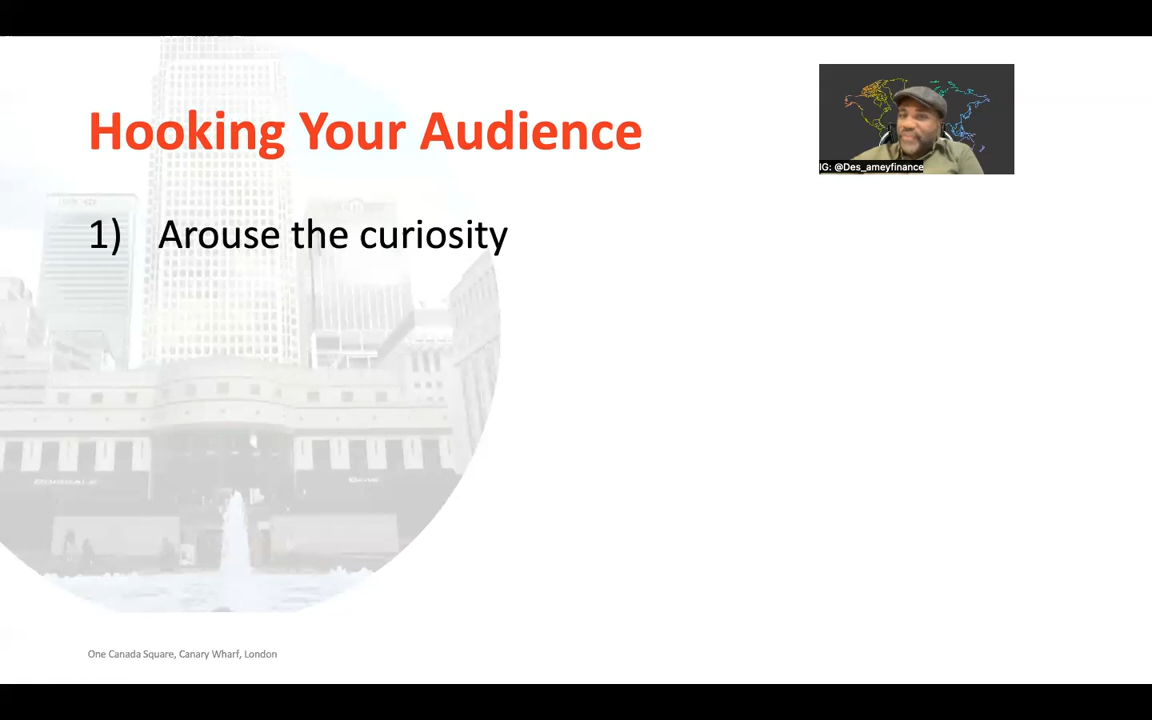 Hooking Your Audience
IG: @Des_ameyfinance
1) Arouse the curiosity
One Canada Square, Canary Wharf, London